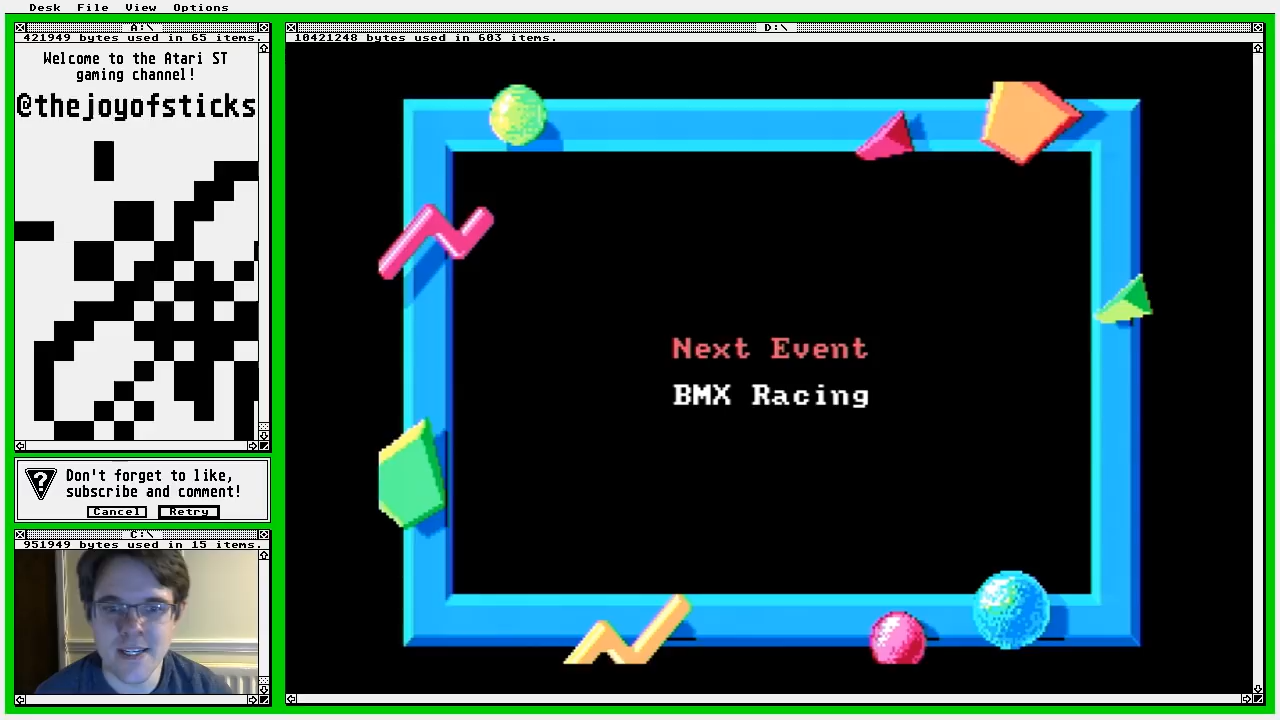 Desk File View Options
A:\
421949 bytes used in 65 items.
Welcome to the Atari ST
gaming channel!
@thejoyofsticks
?
Don't forget to like,
subscribe and comment!
Cancel Retry
C:\
951949 bytes used in 15 items.
D:\
10421248 bytes used in 603 items.
Next Event
BMX Racing